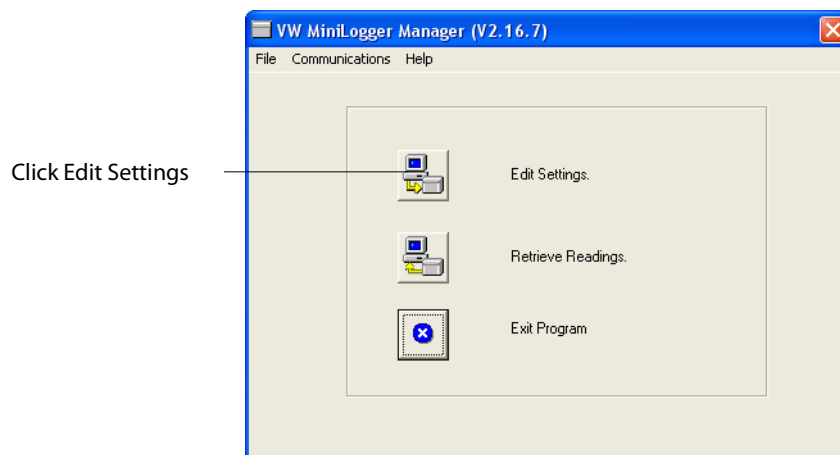 VW MiniLogger Manager (V2.16.7)
File Communications Help
Click Edit Settings
Edit Settings.
Retrieve Readings.
Exit Program